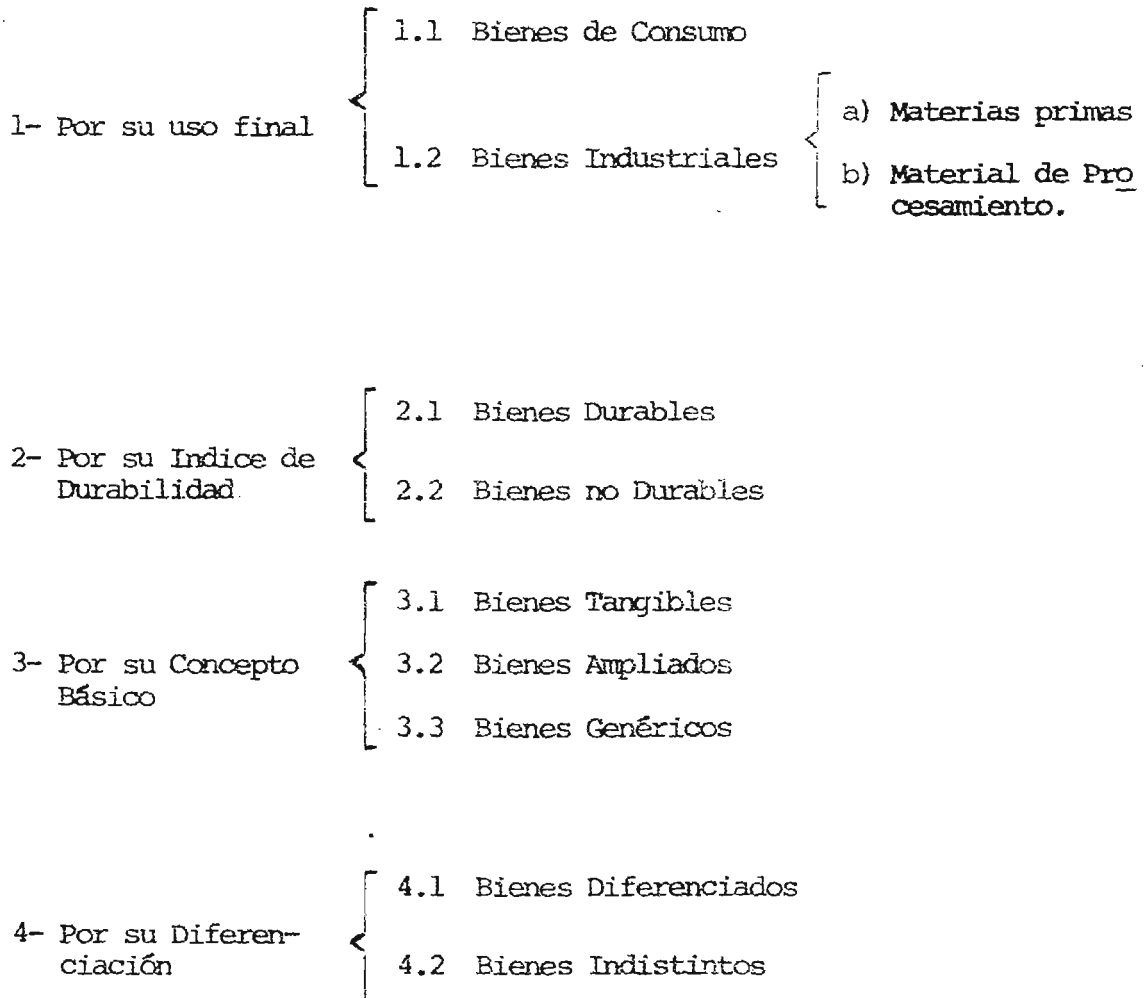 1.1 Bienes de Consumo
1- Por su uso final
1.2 Bienes Industriales
a) Materias primas
b) Material de Pro
cesamiento.
2- Por su Indice de
Durabilidad
2.1 Bienes Durables
2.2 Bienes no Durables
3- Por su Concepto
Básico
3.1 Bienes Tangibles
3.2 Bienes Ampliados
3.3 Bienes Genéricos
4- Por su Diferen-
ciación
4.1 Bienes Diferenciados
4.2 Bienes Indistintos